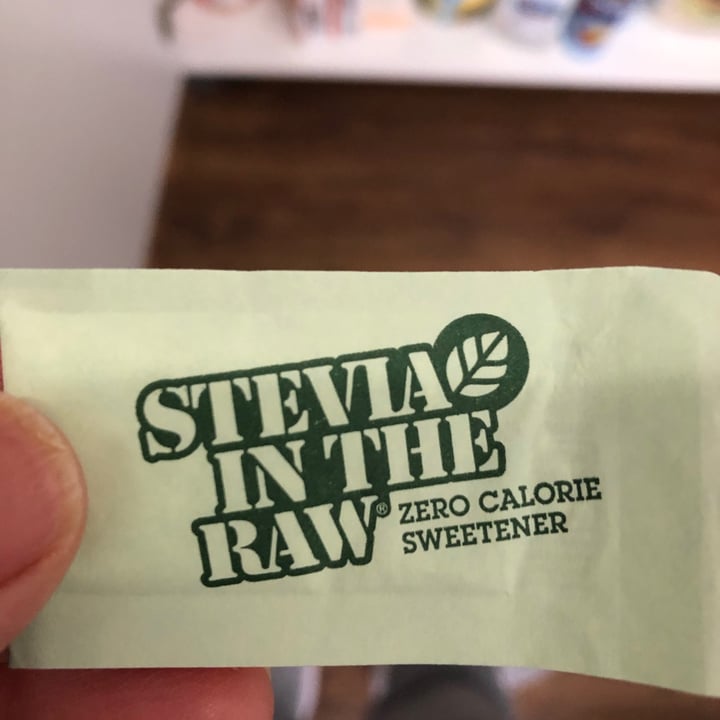 STEVIA
IN THE
RAW®
ZERO CALORIE
SWEETENER